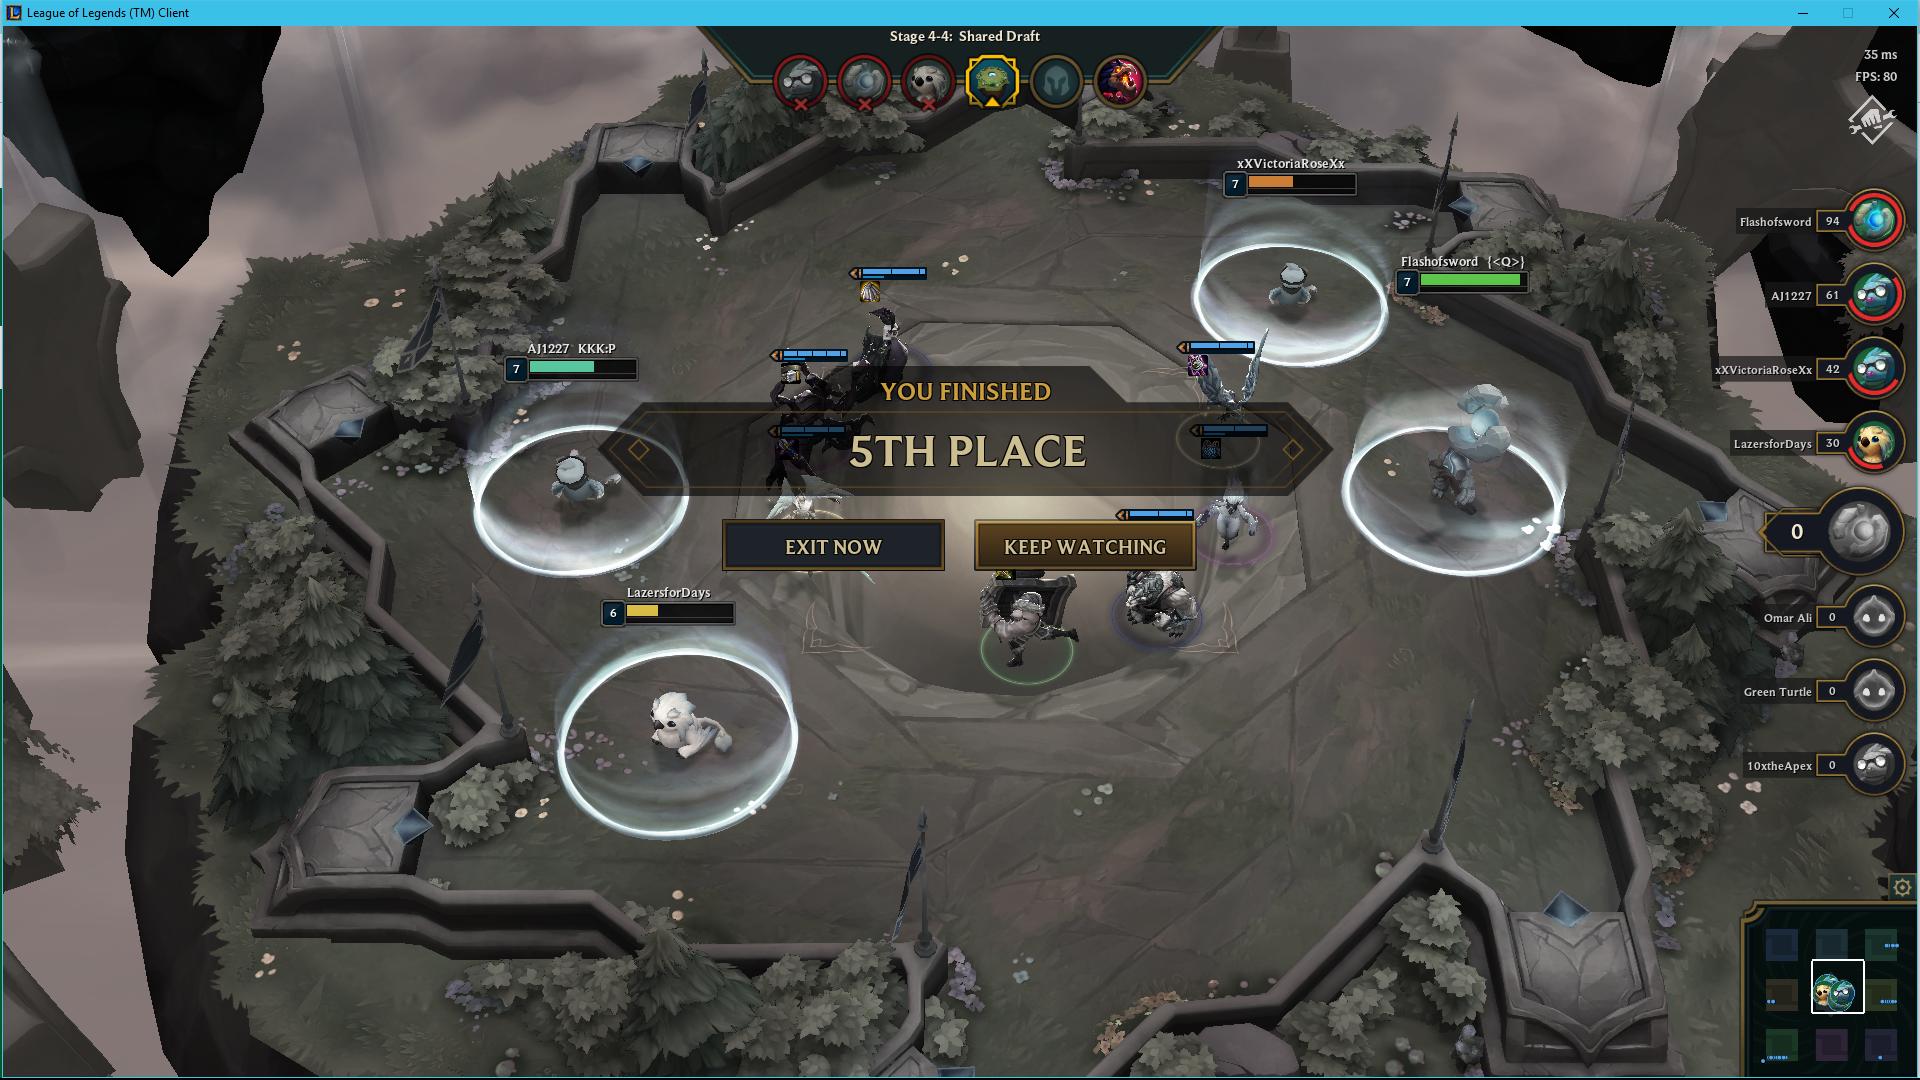 League of Legends (TM) Client
Stage 4-4: Shared Draft
35 ms
FPS: 80
xXVictoriaRoseXx
7
Flashofsword {<Q>}
7
AJ1227 KKK:P
7
LazersforDays
6
YOU FINISHED
5TH PLACE
EXIT NOW
KEEP WATCHING
Flashofsword 94
AJ1227 61
xXVictoriaRoseXx 42
LazersforDays 30
0
Omar Ali 0
Green Turtle 0
10xtheApex 0